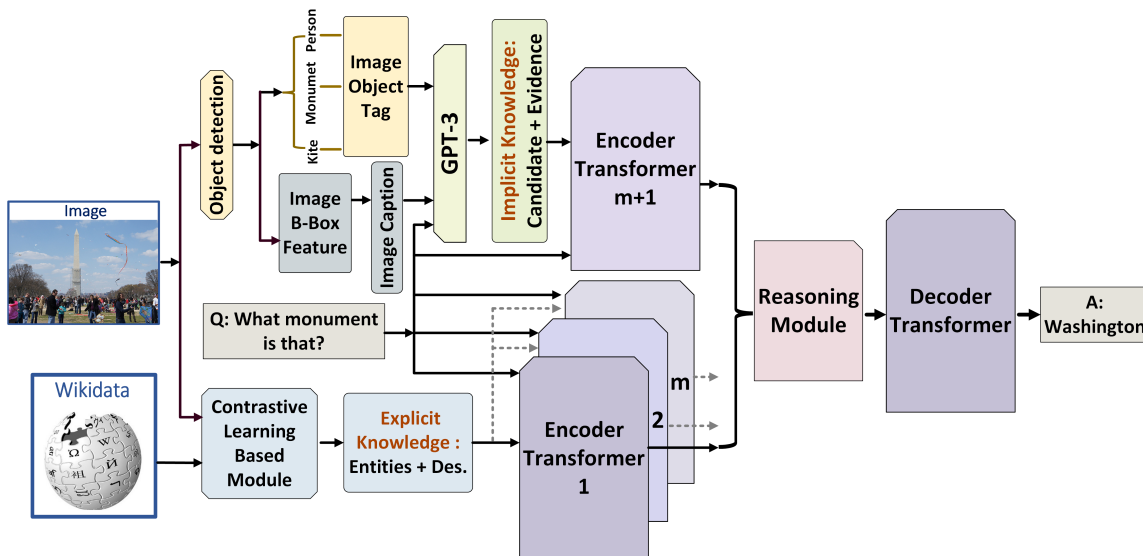 Image
Wikidata
Ω
W
И
祖
Object detection
Person
Monumet
Kite
Image
Object
Tag
Image
B-Box
Feature
Image Caption
GPT-3
Implicit Knowledge:
Candidate + Evidence
Encoder
Transformer
m+1
Q: What monument
is that?
Contrastive
Learning
Based
Module
Explicit
Knowledge :
Entities + Des.
Encoder
Transformer
1
2
m
Reasoning
Module
Decoder
Transformer
A:
Washington